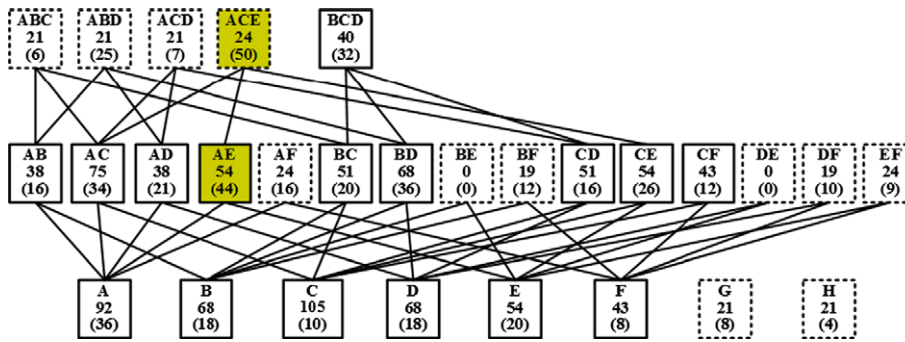 ABC ABD ACD ACE BCD
21 21 21 24 40
(6) (25) (7) (50) (32)
AB AC AD AE AF BC BD BE BF CD CE CF DE DF EF
38 75 38 54 24 51 68 0 19 51 54 43 0 19 24
(16) (34) (21) (44) (16) (20) (36) (0) (12) (16) (26) (12) (0) (10) (9)
A B C D E F G H
92 68 105 68 54 43 21 21
(36) (18) (10) (18) (20) (8) (8) (4)